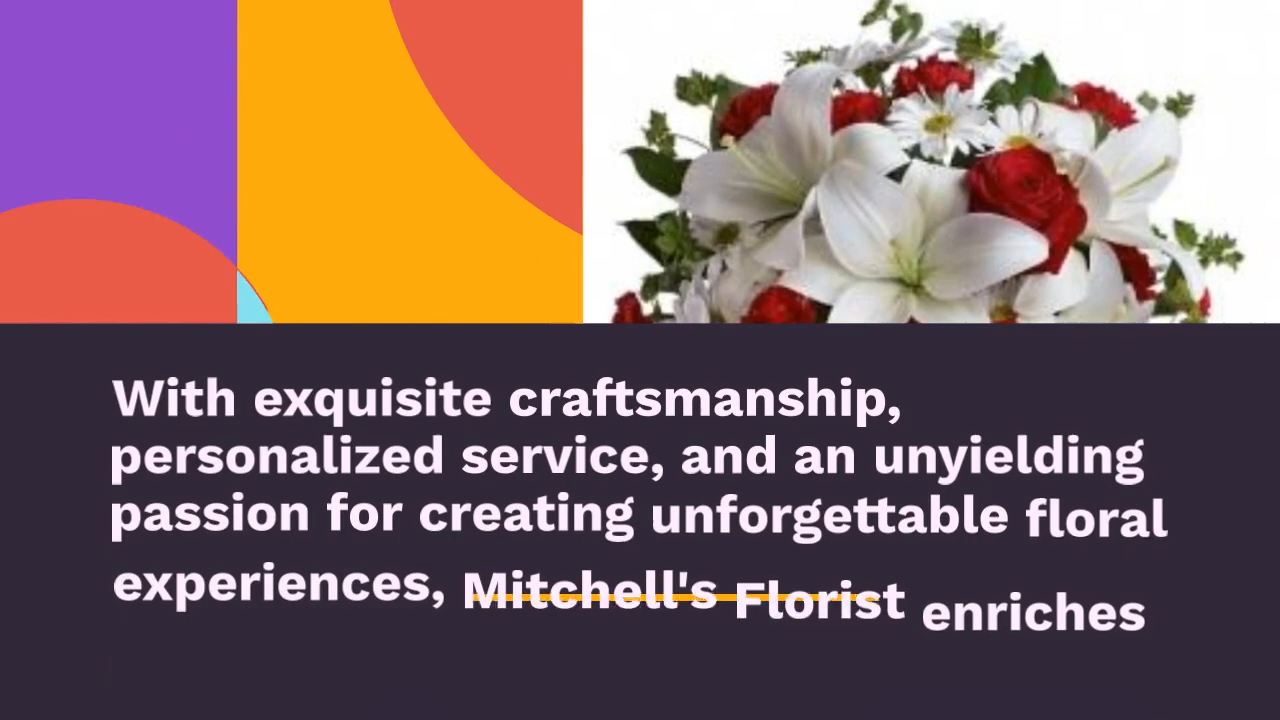 With exquisite craftsmanship,
personalized service, and an unyielding
passion for creating unforgettable floral
experiences, Mitchell's Florist enriches